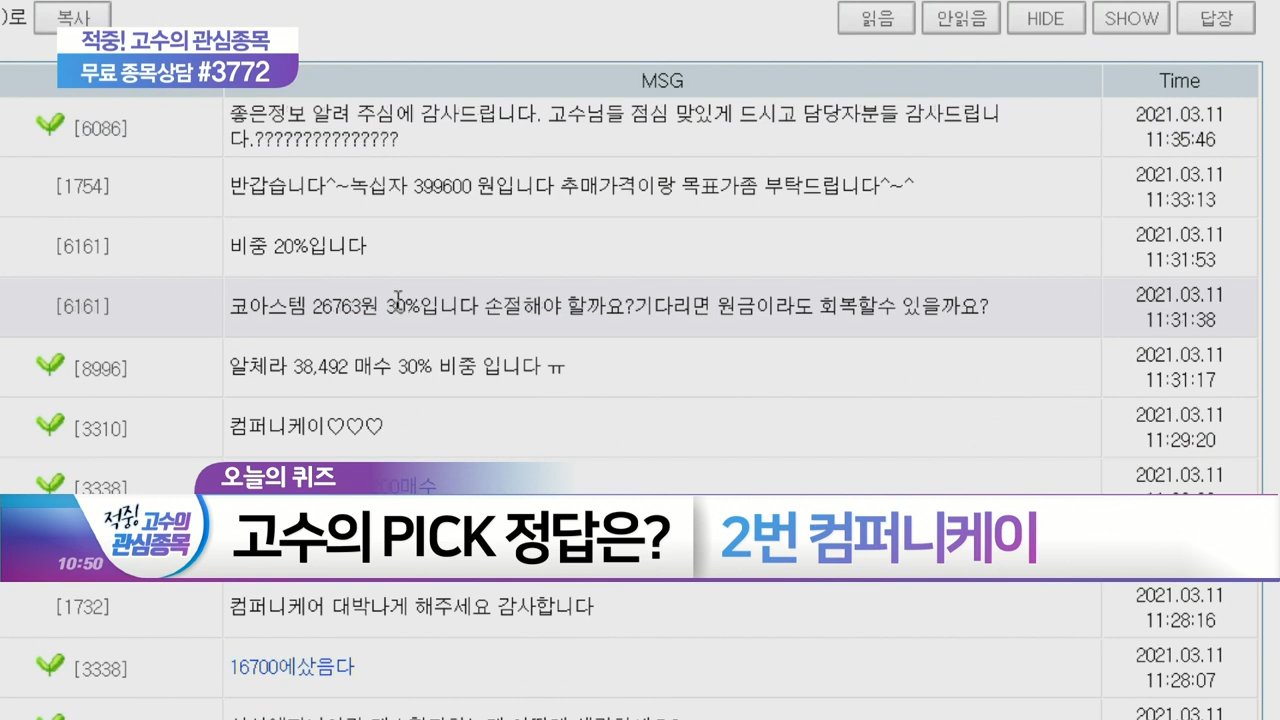 )로
복사
읽음
안읽음
HIDE
SHOW
답장
적중! 고수의 관심종목
무료 종목상담 #3772
MSG
Time
[6086]
좋은정보 알려 주심에 감사드립니다. 고수님들 점심 맞있게 드시고 담당자분들 감사드립니
다.???????????????
2021.03.11
11:35:46
[1754]
반갑습니다^~녹십자 399600 원입니다 추매가격이랑 목표가좀 부탁드립니다^~^
2021.03.11
11:33:13
[6161]
비중 20%입니다
2021.03.11
11:31:53
[6161]
코아스템 26763원 30%입니다 손절해야 할까요?기다리면 원금이라도 회복할수 있을까요?
2021.03.11
11:31:38
[8996]
알체라 38,492 매수 30% 비중 입니다 ㅠ
2021.03.11
11:31:17
[3310]
컴퍼니케이♡♡♡
2021.03.11
11:29:20
오늘의 퀴즈
[3338]
00매수
2021.03.11
적중! 고수의
관심종목
10:50
고수의 PICK 정답은?
2번 컴퍼니케이
[1732]
컴퍼니케어 대박나게 해주세요 감사합니다
2021.03.11
11:28:16
[3338]
16700에샀음다
2021.03.11
11:28:07
2021.03.11